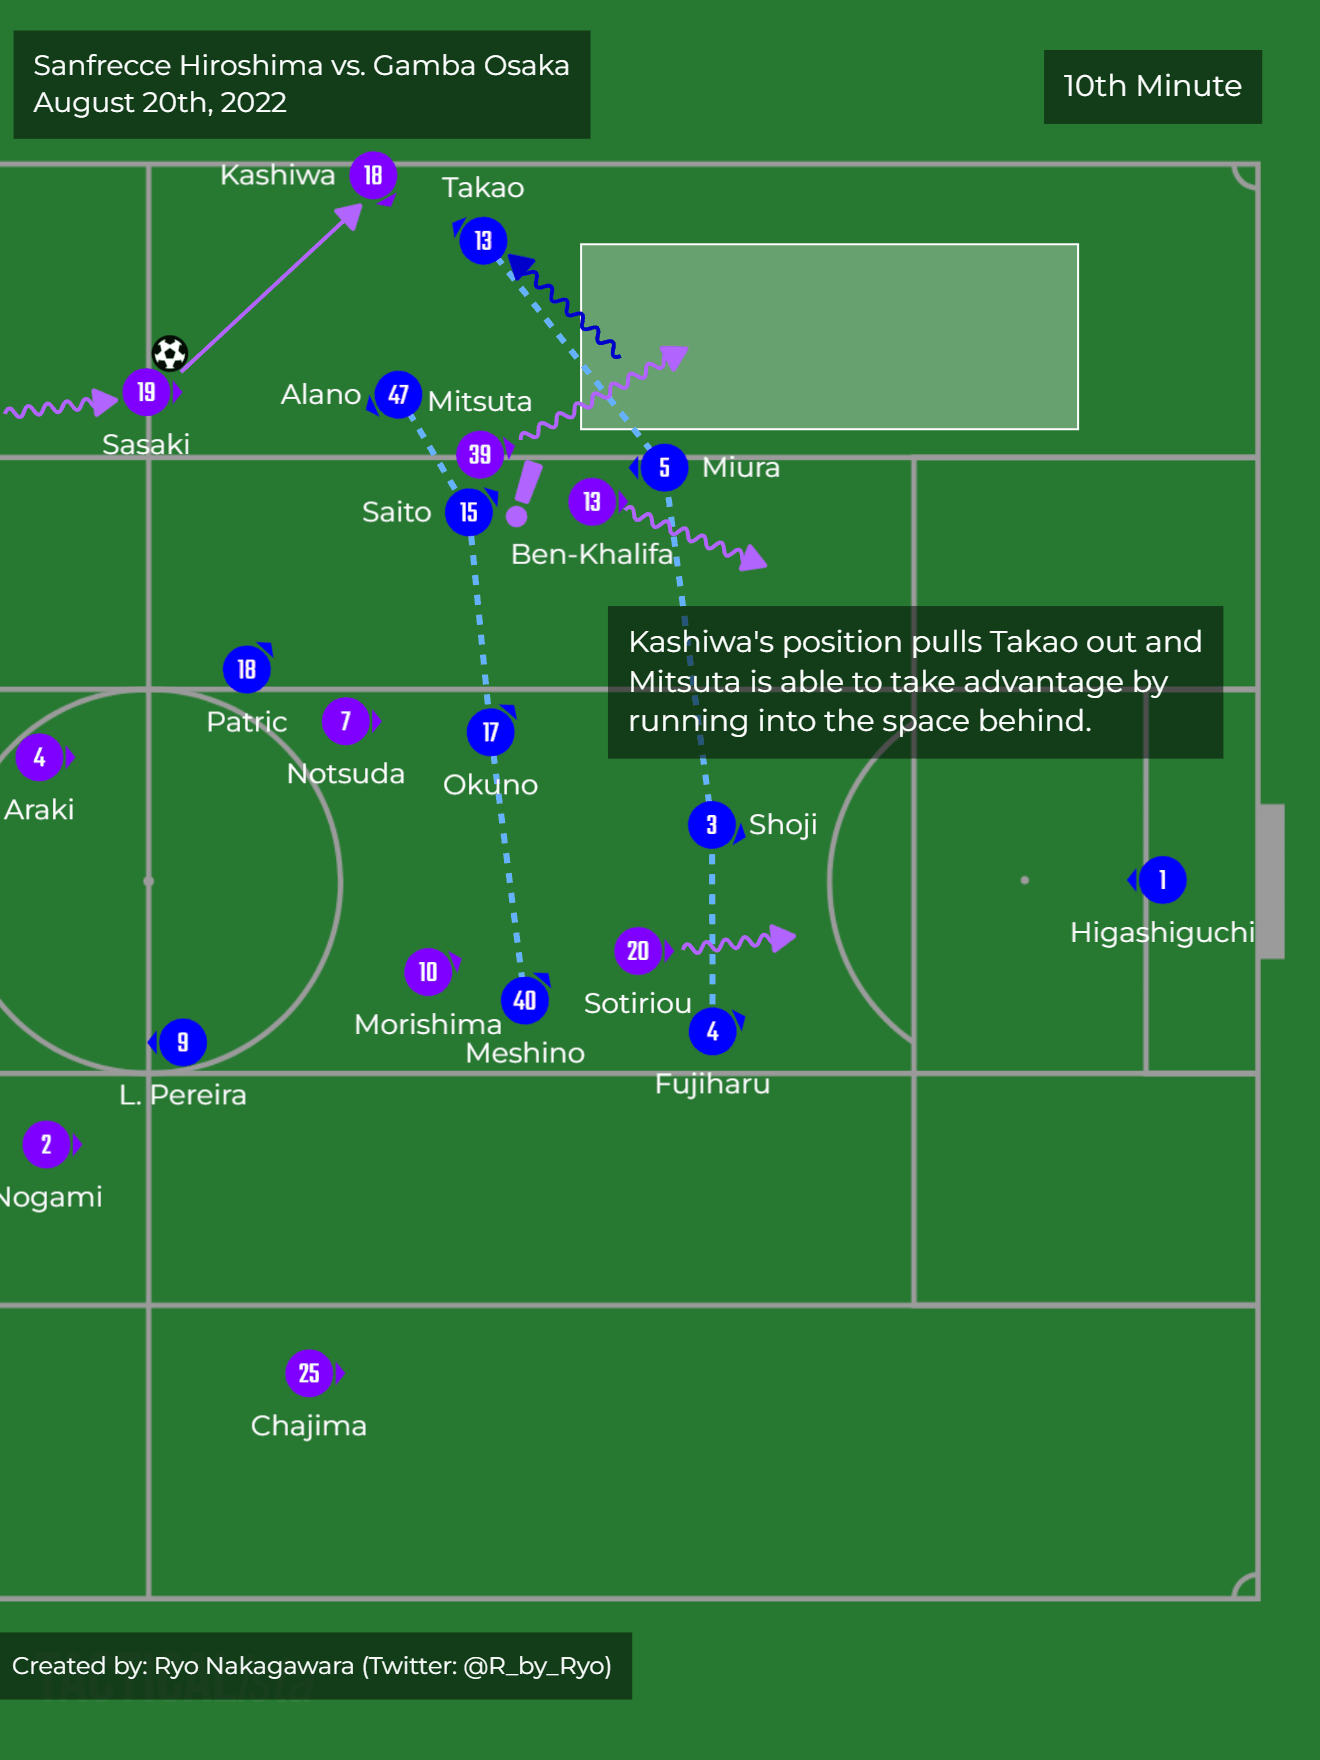 Sanfrecce Hiroshima vs. Gamba Osaka
August 20th, 2022
10th Minute
Kashiwa
18
Takao
13
19
Sasaki
Alano
47
Mitsuta
39
5
Miura
Saito
15
13
Ben-Khalifa
Kashiwa's position pulls Takao out and
Mitsuta is able to take advantage by
running into the space behind.
18
Patric
7
Notsuda
17
Okuno
4
Araki
3
Shoji
1
Higashiguchi
20
Sotiriou
10
Morishima
40
Meshino
4
Fujiharu
9
L. Pereira
2
Nogami
25
Chajima
Created by: Ryo Nakagawara (Twitter: @R_by_Ryo)